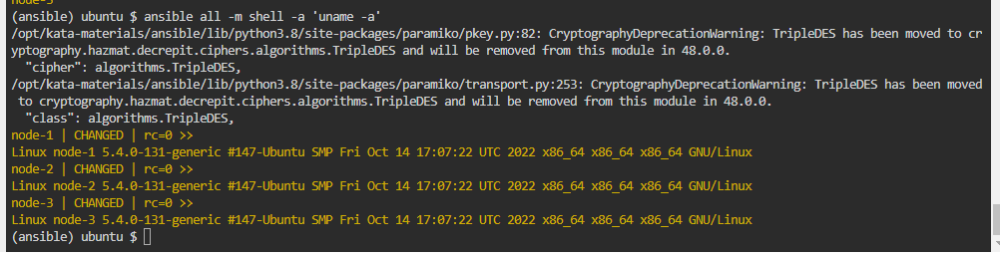 node-3
(ansible) ubuntu $ ansible all -m shell -a 'uname -a'
/opt/kata-materials/ansible/lib/python3.8/site-packages/paramiko/pkey.py:82: CryptographyDeprecationWarning: TripleDES has been moved to cr
yptography.hazmat.decrepit.ciphers.algorithms.TripleDES and will be removed from this module in 48.0.0.
  "cipher": algorithms.TripleDES,
/opt/kata-materials/ansible/lib/python3.8/site-packages/paramiko/transport.py:253: CryptographyDeprecationWarning: TripleDES has been moved
 to cryptography.hazmat.decrepit.ciphers.algorithms.TripleDES and will be removed from this module in 48.0.0.
  "class": algorithms.TripleDES,
node-1 | CHANGED | rc=0 >>
Linux node-1 5.4.0-131-generic #147-Ubuntu SMP Fri Oct 14 17:07:22 UTC 2022 x86_64 x86_64 x86_64 GNU/Linux
node-2 | CHANGED | rc=0 >>
Linux node-2 5.4.0-131-generic #147-Ubuntu SMP Fri Oct 14 17:07:22 UTC 2022 x86_64 x86_64 x86_64 GNU/Linux
node-3 | CHANGED | rc=0 >>
Linux node-3 5.4.0-131-generic #147-Ubuntu SMP Fri Oct 14 17:07:22 UTC 2022 x86_64 x86_64 x86_64 GNU/Linux
(ansible) ubuntu $